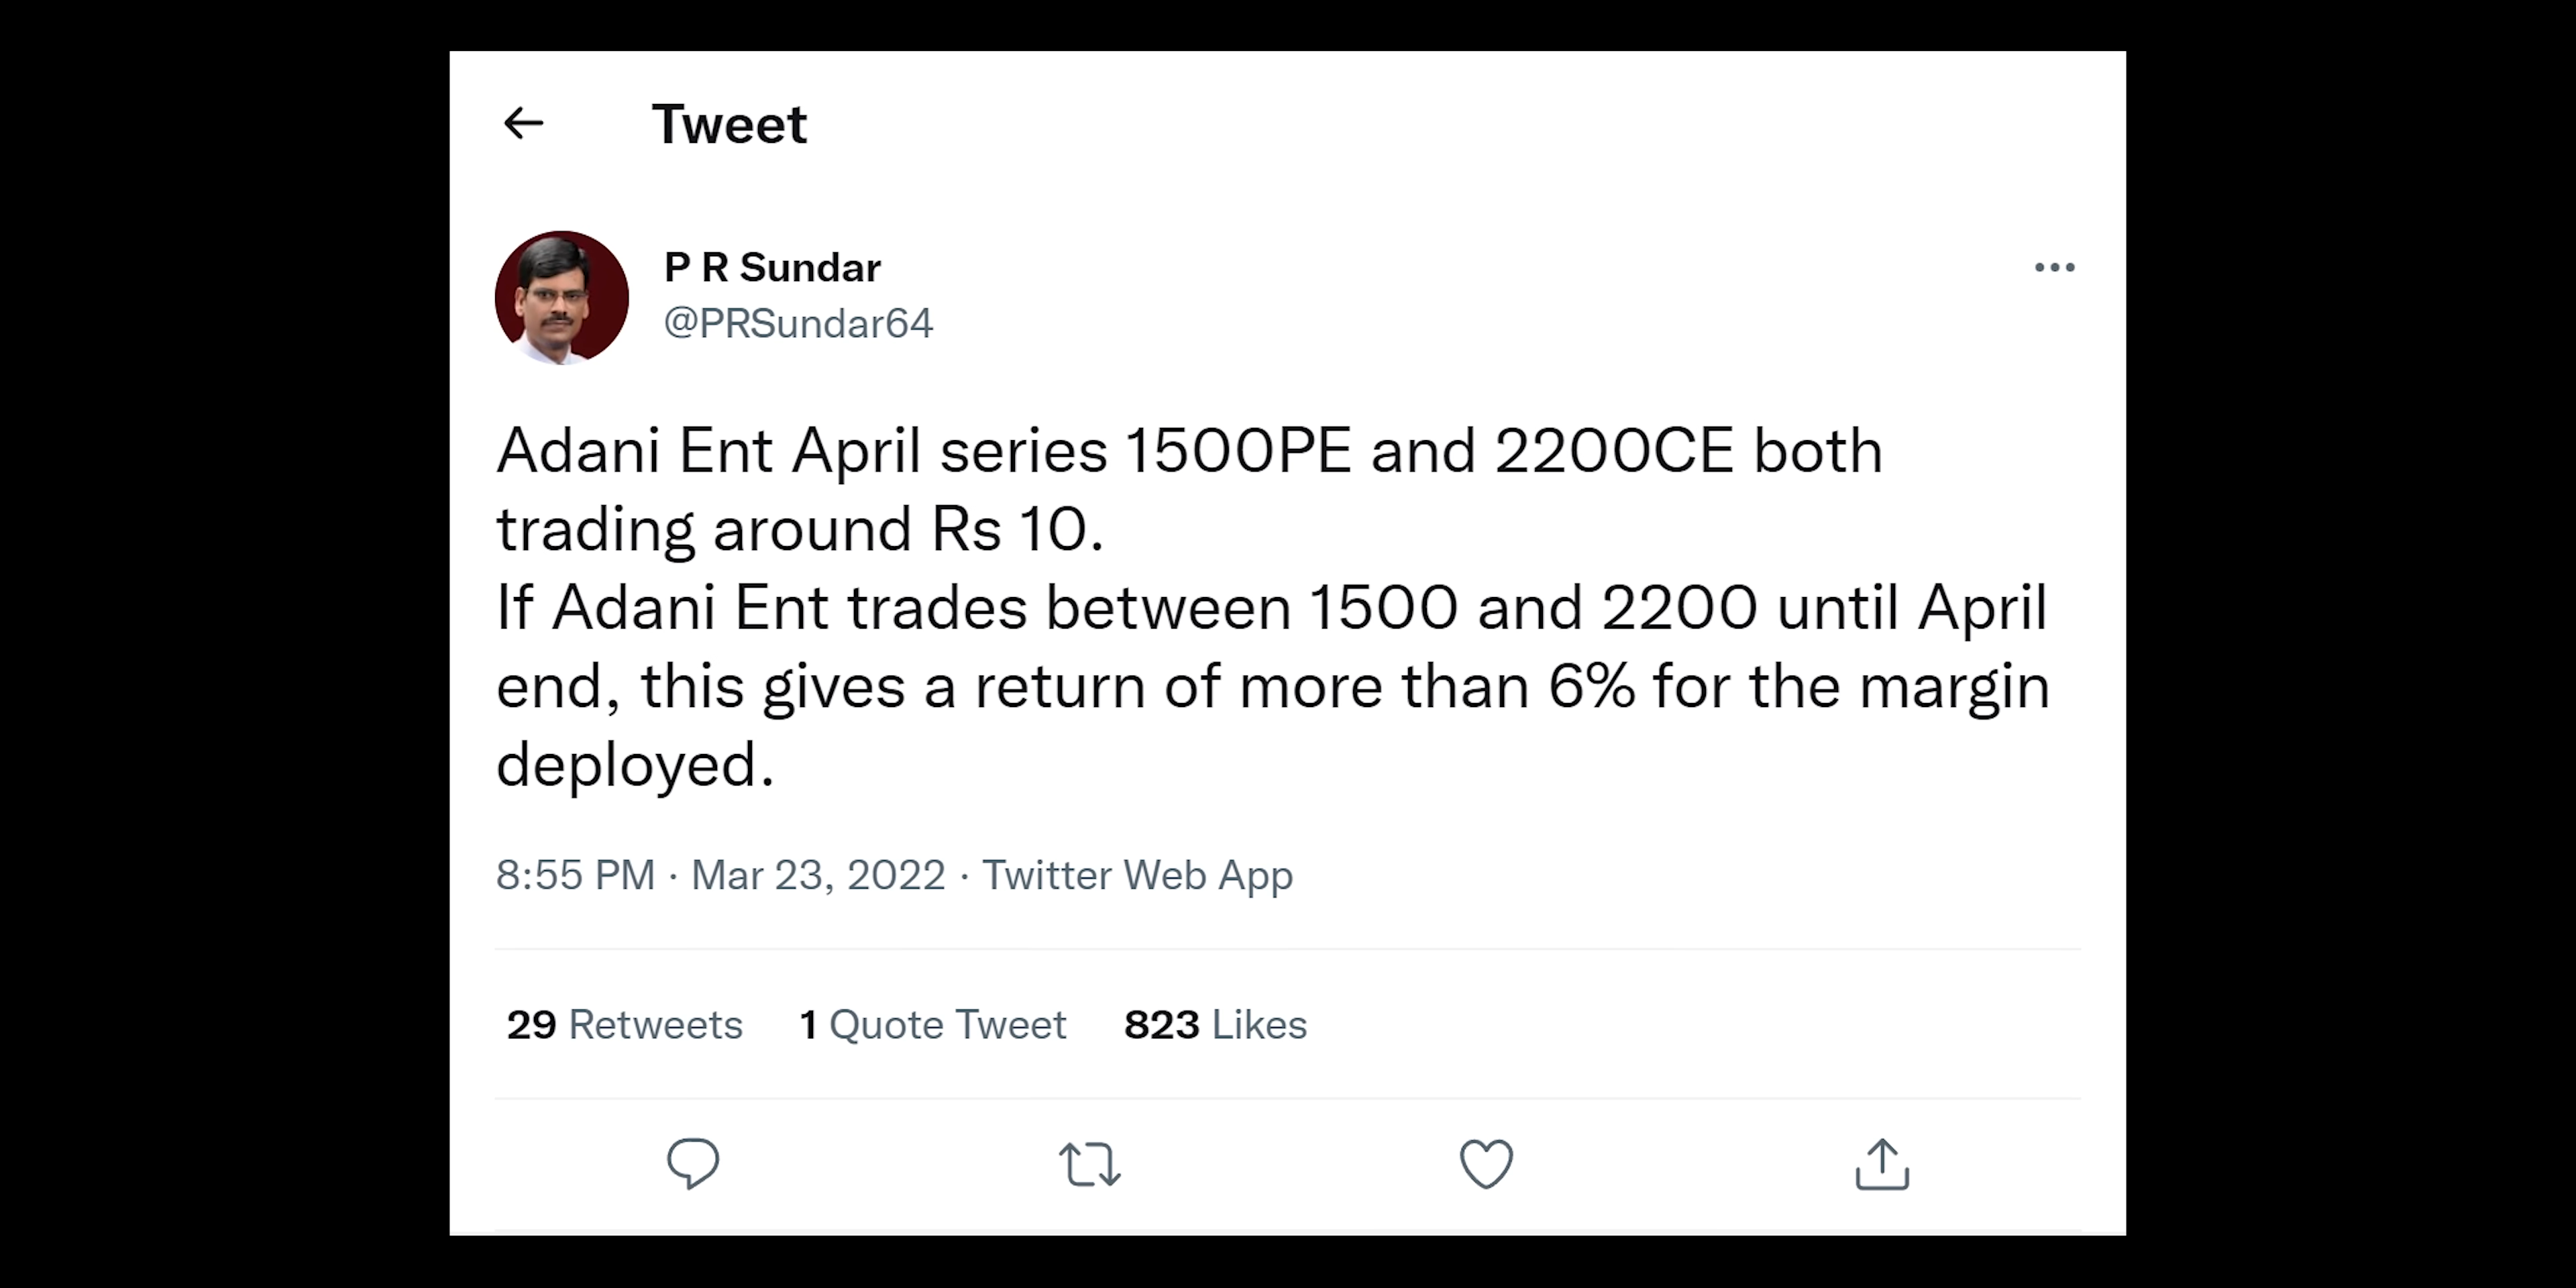 Tweet
P R Sundar
@PRSundar64
Adani Ent April series 1500PE and 2200CE both
trading around Rs 10.
If Adani Ent trades between 1500 and 2200 until April
end, this gives a return of more than 6% for the margin
deployed.
8:55 PM · Mar 23, 2022 · Twitter Web App
29 Retweets 1 Quote Tweet 823 Likes